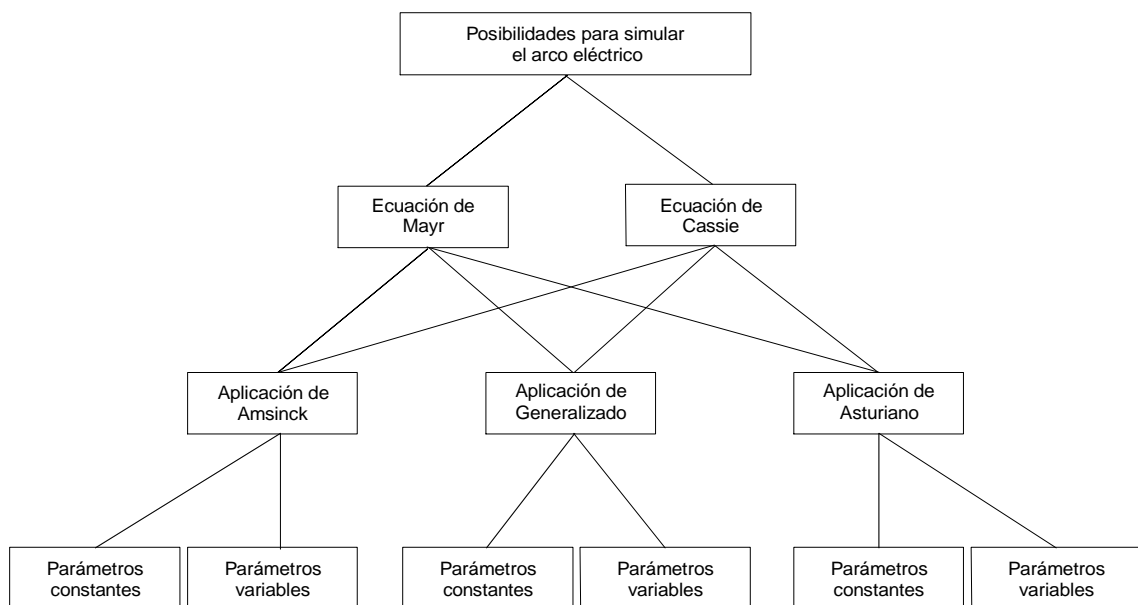 Posibilidades para simular
el arco eléctrico
Ecuación de
Mayr
Ecuación de
Cassie
Aplicación de
Amsinck
Aplicación de
Generalizado
Aplicación de
Asturiano
Parámetros
constantes
Parámetros
variables
Parámetros
constantes
Parámetros
variables
Parámetros
constantes
Parámetros
variables